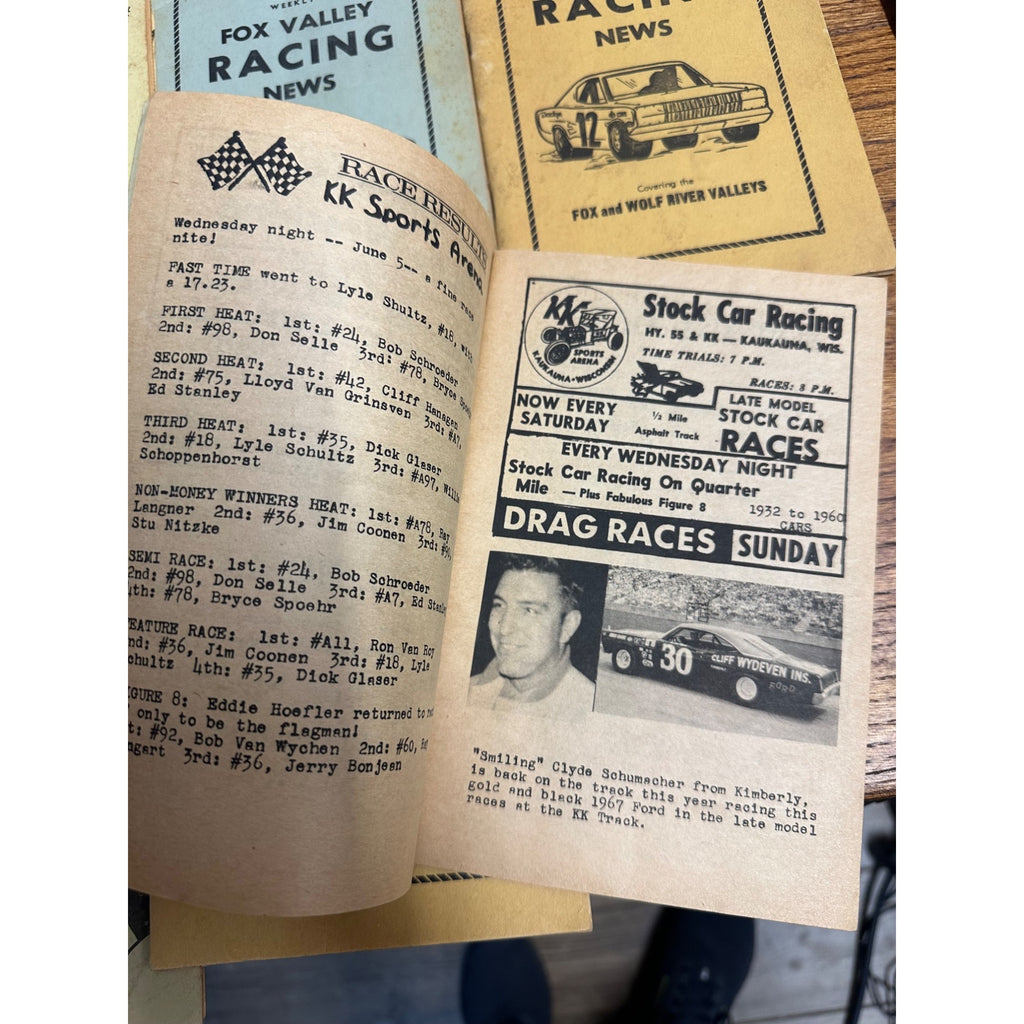 WEEKLY
FOX VALLEY
RACING
NEWS
RACING
NEWS
Dodge
12
Covering the
FOX and WOLF RIVER VALLEYS
RACE RESULTS
KK Sports Arena
Wednesday night -- June 5-- a fine race
nite!
FAST TIME went to Lyle Shultz, #18, with
a 17.23.
FIRST HEAT: 1st: #24, Bob Schroeder
2nd: #98, Don Selle 3rd: #78, Bryce
SECOND HEAT: 1st: #42, Cliff Hansgen
2nd: #75, Lloyd Van Grinsven 3rd: #A7,
Ed Stanley
THIRD HEAT: 1st: #35, Dick Glaser
2nd: #18, Lyle Schultz 3rd: #A97,
Schoppenhorst
NON-MONEY WINNERS HEAT: 1st: #A78, Ray
Langner 2nd: #36, Jim Coonen 3rd:
Stu Nitzke
SEMI RACE: 1st: #24, Bob Schroeder
2nd: #98, Don Selle 3rd: #A7, Ed
4th: #78, Bryce Spoehr
FEATURE RACE: 1st: #A11, Ron Van Roy
2nd: #36, Jim Coonen 3rd: #18, Lyle
Schultz 4th: #35, Dick Glaser
FIGURE 8: Eddie Hoefler returned to
only to be the flagman!
#92, Bob Van Wychen 2nd: #60,
3rd: #36, Jerry Bonjean
KK
SPORTS
ARENA
KAUKAUNA-WISCONSIN
Stock Car Racing
HY. 55 & KK — KAUKAUNA, WIS.
TIME TRIALS: 7 P.M.
RACES: 8 P.M.
NOW EVERY
SATURDAY
½ Mile
Asphalt Track
LATE MODEL
STOCK CAR
RACES
EVERY WEDNESDAY NIGHT
Stock Car Racing On Quarter
Mile — Plus Fabulous Figure 8
1932 to 1960
CARS
DRAG RACES SUNDAY
30
CLIFF WYDEVEN INS.
FORD
"Smiling" Clyde Schumacher from Kimberly,
is back on the track this year racing this
gold and black 1967 Ford in the late model
races at the KK Track.